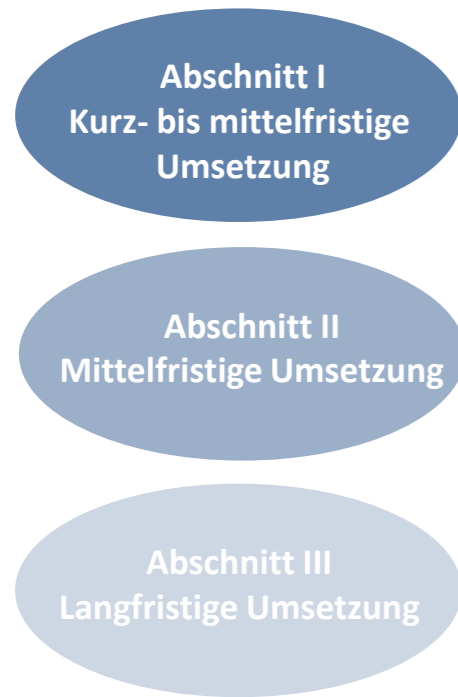 Abschnitt I
Kurz- bis mittelfristige
Umsetzung
Abschnitt II
Mittelfristige Umsetzung
Abschnitt III
Langfristige Umsetzung